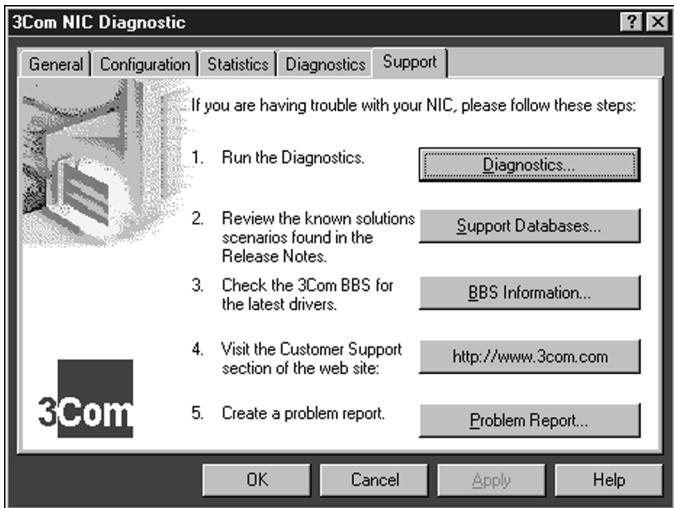 3Com NIC Diagnostic
General Configuration Statistics Diagnostics Support
If you are having trouble with your NIC, please follow these steps:
1. Run the Diagnostics.
Diagnostics...
2. Review the known solutions
scenarios found in the
Release Notes.
Support Databases...
3. Check the 3Com BBS for
the latest drivers.
BBS Information...
4. Visit the Customer Support
section of the web site:
http://www.3com.com
5. Create a problem report.
Problem Report...
3Com
OK Cancel Apply Help